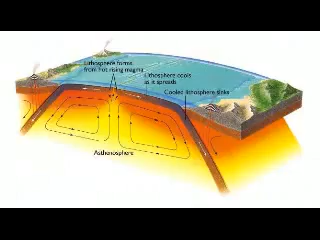 Lithosphere forms
from hot rising magma
Lithosphere cools
as it spreads
Cooled lithosphere sinks
Asthenosphere